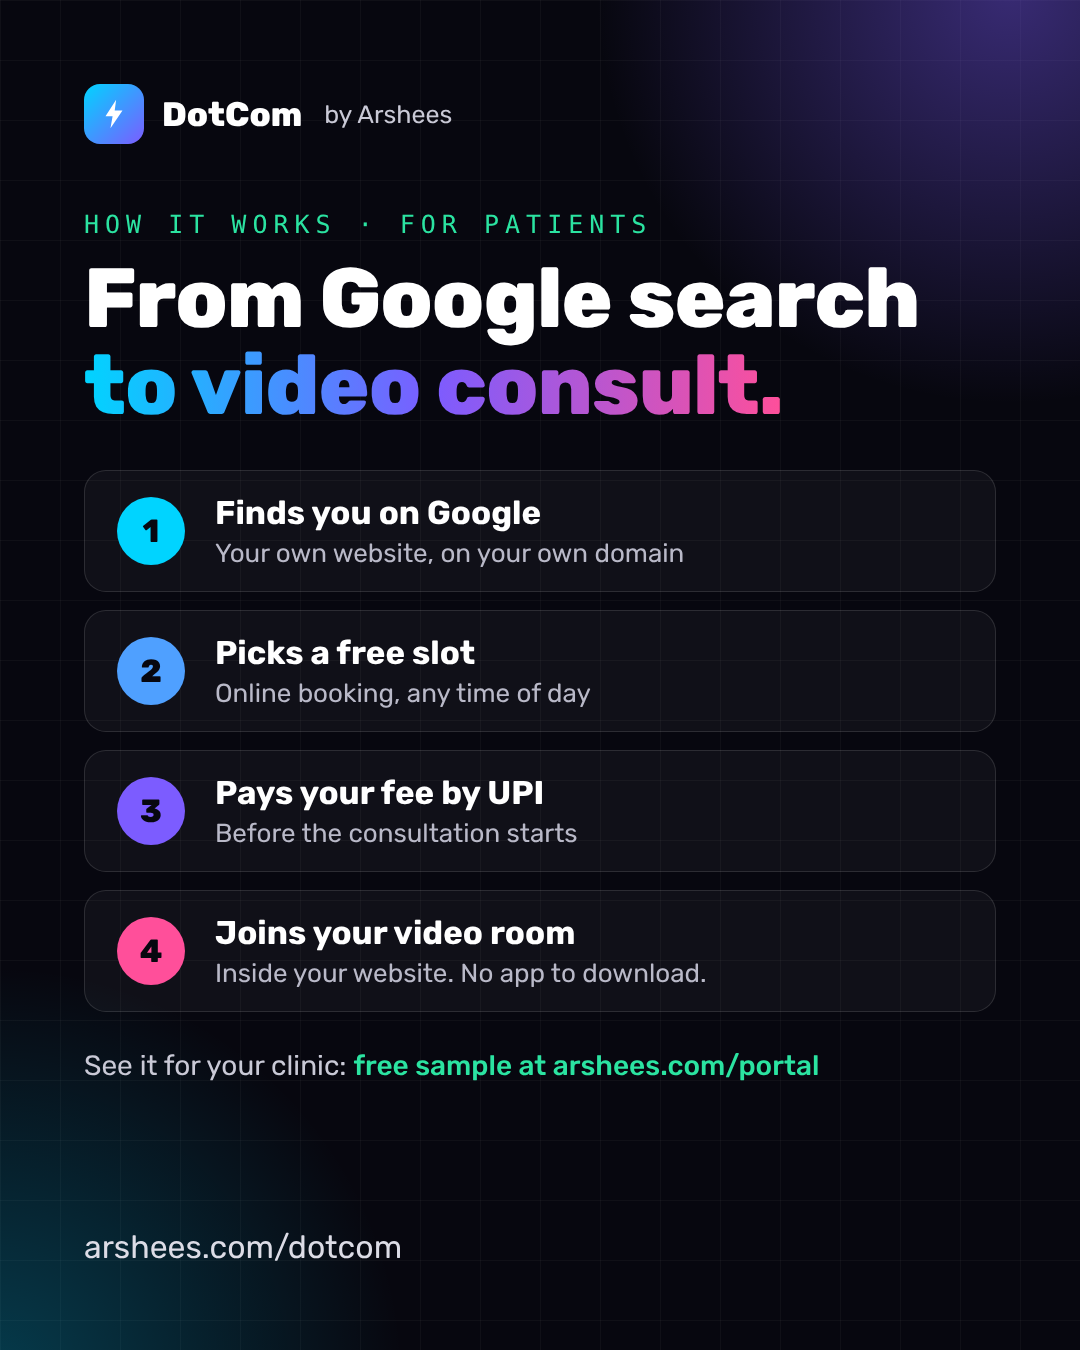 DotCom by Arshees
HOW IT WORKS · FOR PATIENTS
From Google search
to video consult.
1
Finds you on Google
Your own website, on your own domain
2
Picks a free slot
Online booking, any time of day
3
Pays your fee by UPI
Before the consultation starts
4
Joins your video room
Inside your website. No app to download.
See it for your clinic: free sample at arshees.com/portal
arshees.com/dotcom